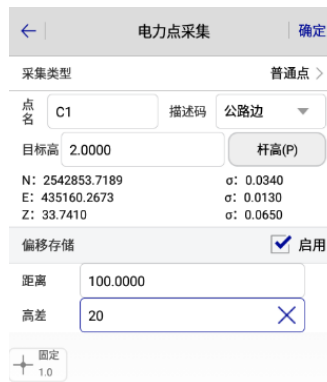 ← 电力点采集 确定
采集类型 普通点 >
点名 C1 描述码 公路边
目标高 2.0000 杆高(P)
N: 2542853.7189 σ: 0.0340
E: 435160.2673 σ: 0.0130
Z: 33.7410 σ: 0.0650
偏移存储 启用
距离 100.0000
高差 20
固定
1.0